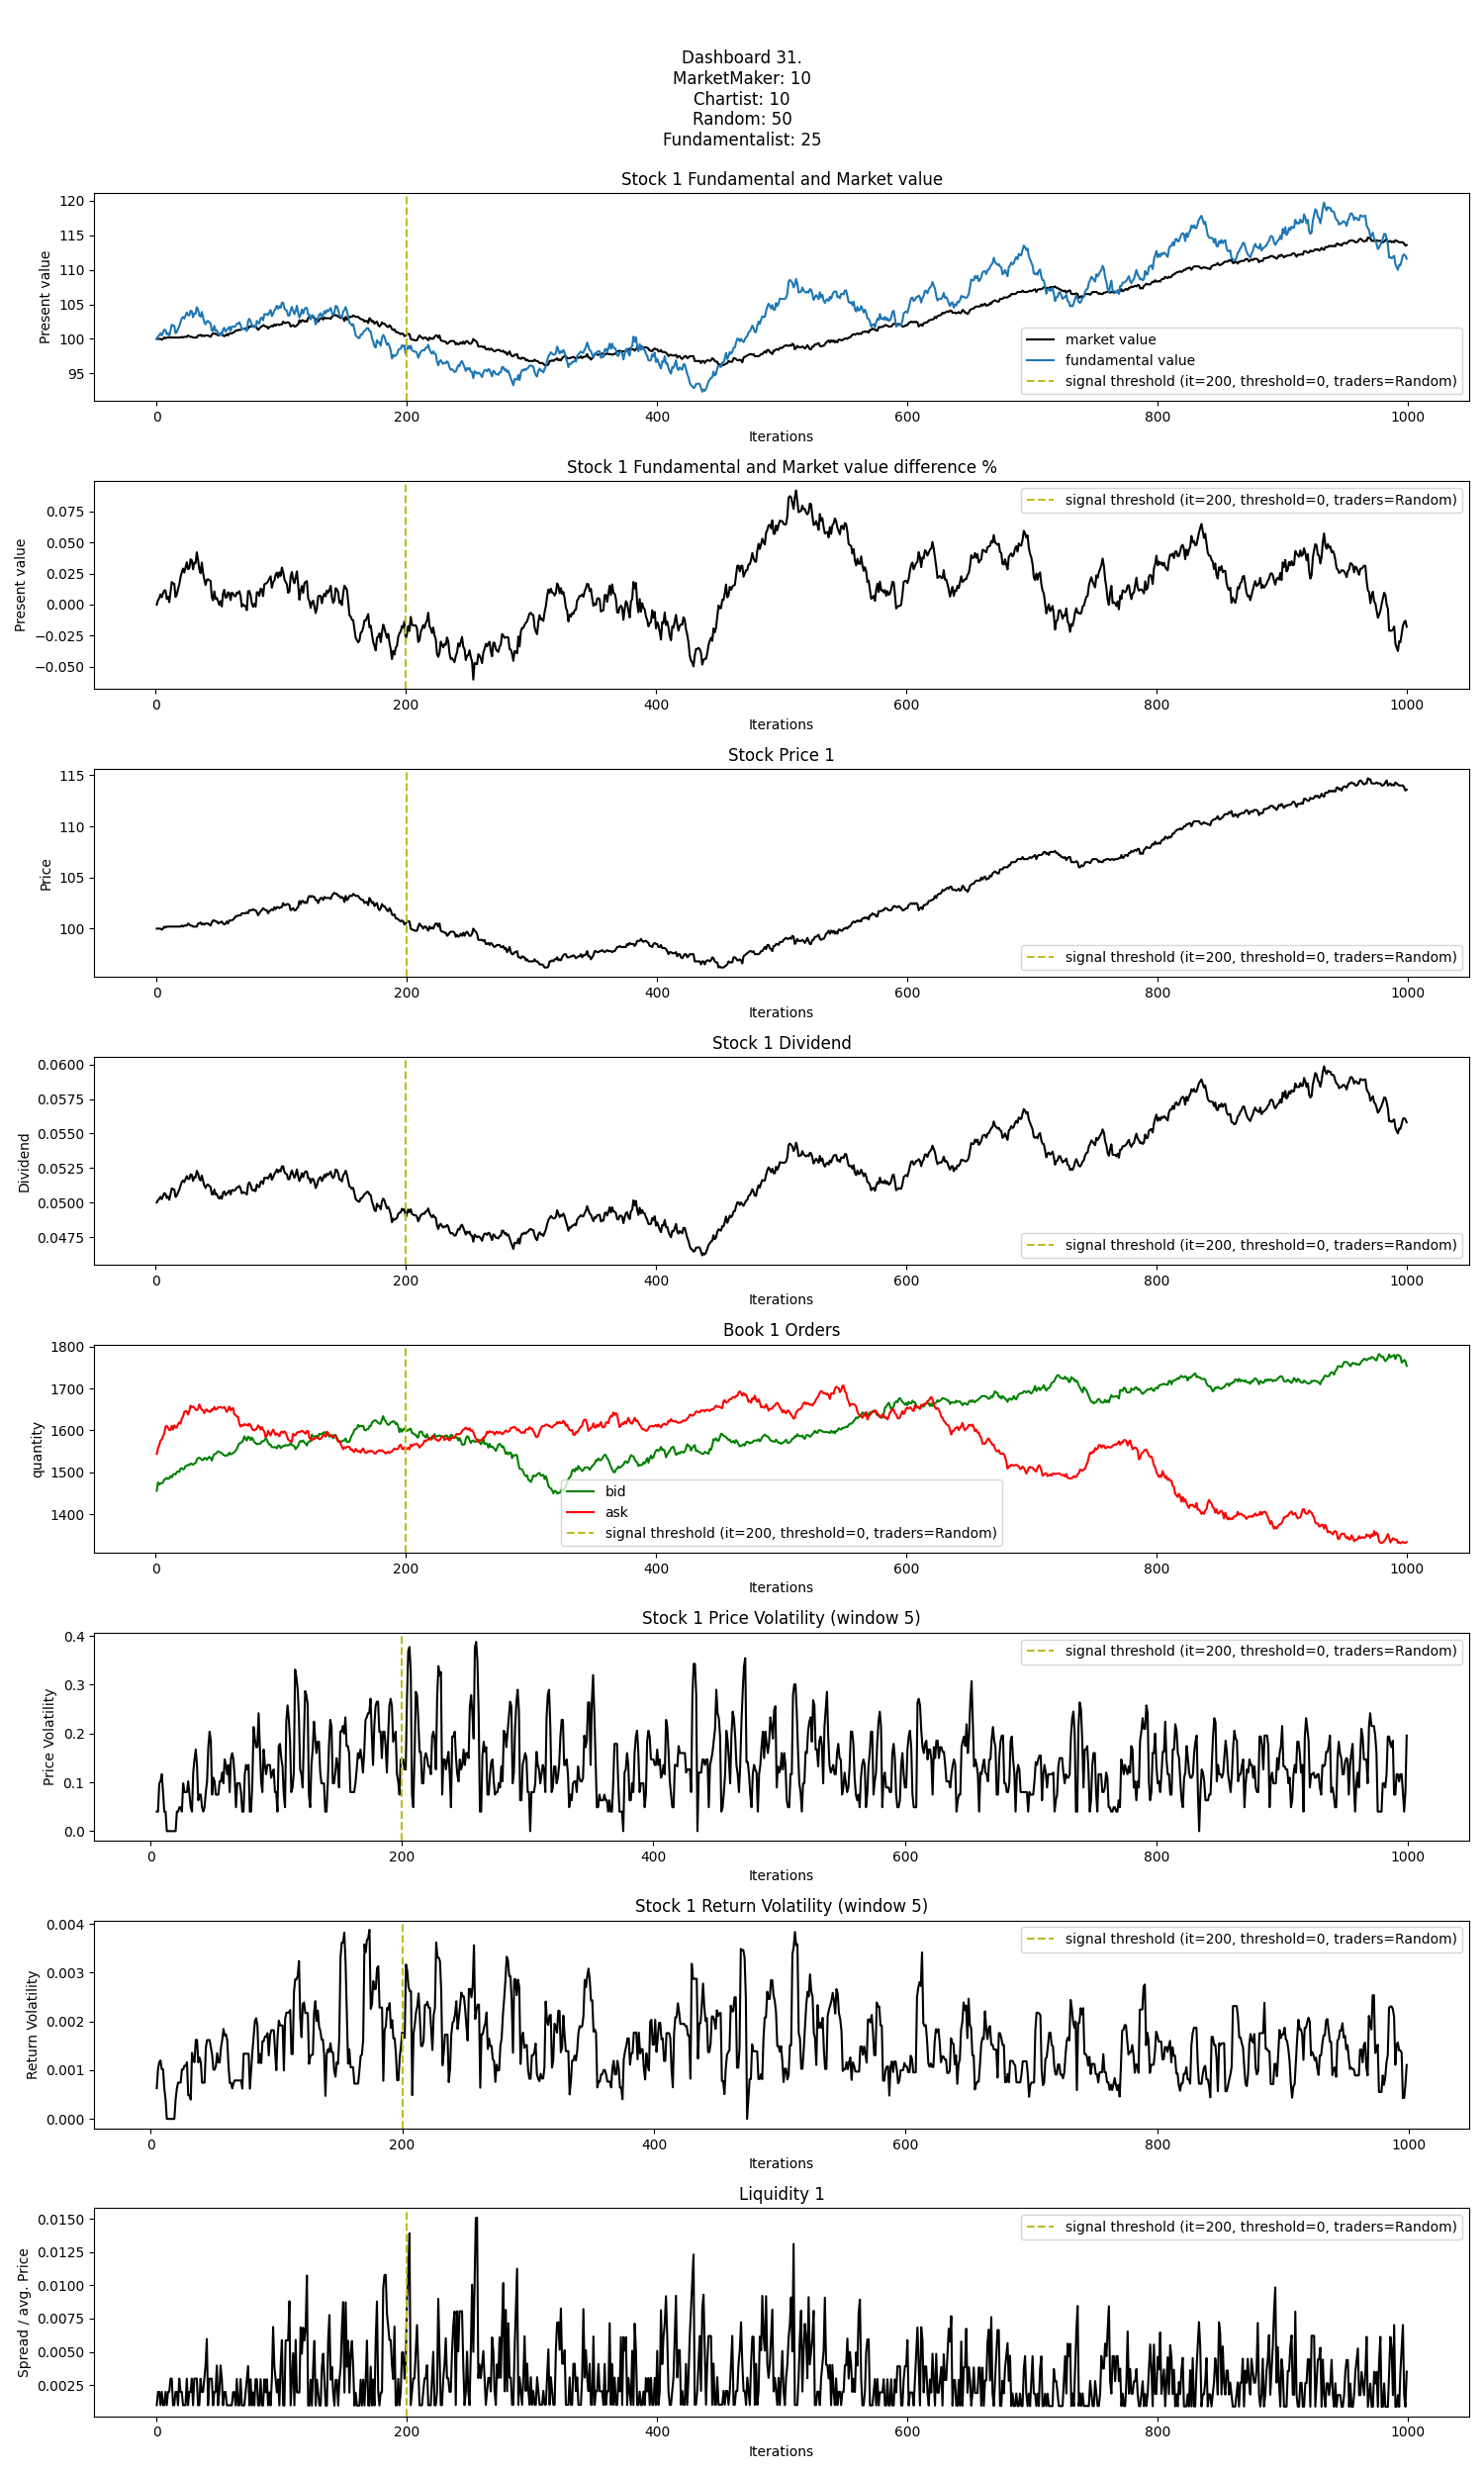 Dashboard 31.
MarketMaker: 10
Chartist: 10
Random: 50
Fundamentalist: 25
Stock 1 Fundamental and Market value
120
115
110
105
100
95
Present value
market value
fundamental value
signal threshold (it=200, threshold=0, traders=Random)
0 200 400 600 800 1000
Iterations
Stock 1 Fundamental and Market value difference %
0.075
0.050
0.025
0.000
−0.025
−0.050
Present value
signal threshold (it=200, threshold=0, traders=Random)
0 200 400 600 800 1000
Iterations
Stock Price 1
115
110
105
100
Price
signal threshold (it=200, threshold=0, traders=Random)
0 200 400 600 800 1000
Iterations
Stock 1 Dividend
0.0600
0.0575
0.0550
0.0525
0.0500
0.0475
Dividend
signal threshold (it=200, threshold=0, traders=Random)
0 200 400 600 800 1000
Iterations
Book 1 Orders
1800
1700
1600
1500
1400
quantity
bid
ask
signal threshold (it=200, threshold=0, traders=Random)
0 200 400 600 800 1000
Iterations
Stock 1 Price Volatility (window 5)
0.4
0.3
0.2
0.1
0.0
Price Volatility
signal threshold (it=200, threshold=0, traders=Random)
0 200 400 600 800 1000
Iterations
Stock 1 Return Volatility (window 5)
0.004
0.003
0.002
0.001
0.000
Return Volatility
signal threshold (it=200, threshold=0, traders=Random)
0 200 400 600 800 1000
Iterations
Liquidity 1
0.0150
0.0125
0.0100
0.0075
0.0050
0.0025
Spread / avg. Price
signal threshold (it=200, threshold=0, traders=Random)
0 200 400 600 800 1000
Iterations